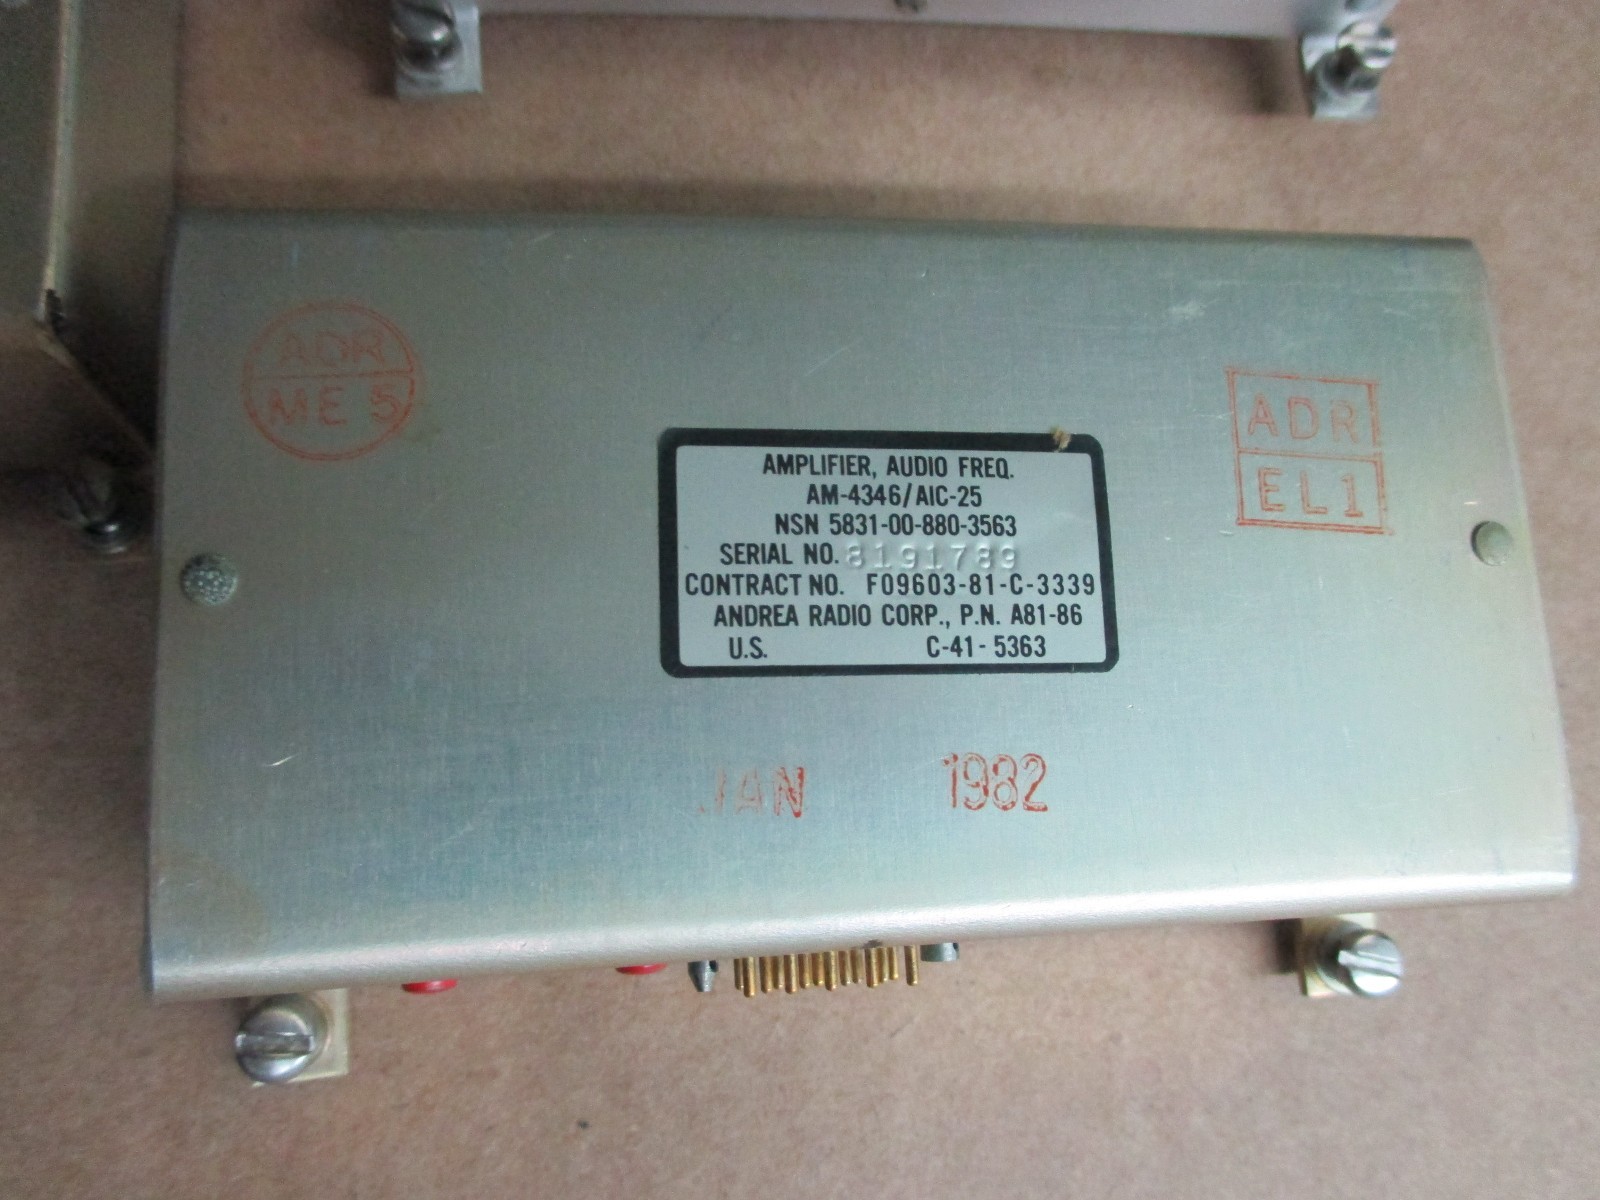 ADR
ME 5
ADR
EL1
AMPLIFIER, AUDIO FREQ.
AM-4346/AIC-25
NSN 5831-00-880-3563
SERIAL NO. 8191789
CONTRACT NO. F09603-81-C-3339
ANDREA RADIO CORP., P.N. A81-86
U.S. C-41-5363
JAN 1982